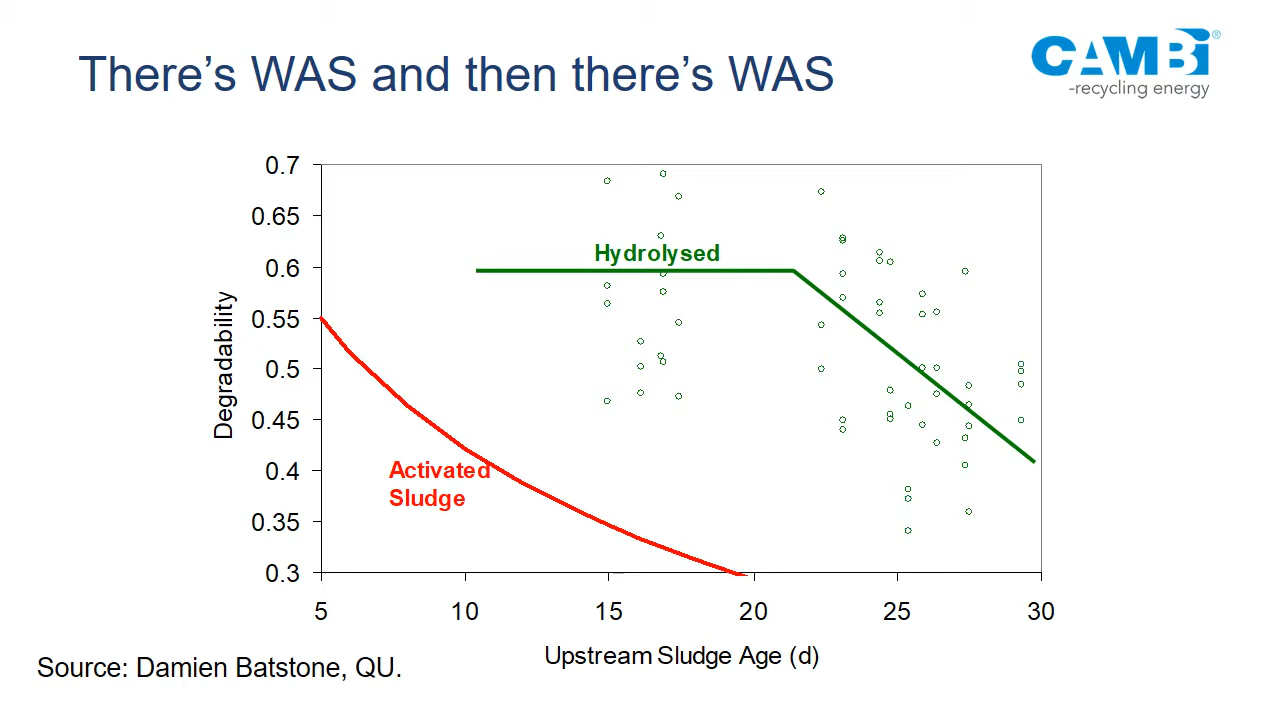 There’s WAS and then there’s WAS
CAMBi®
-recycling energy
0.7
0.65
0.6
0.55
0.5
0.45
0.4
0.35
0.3
Degradability
Hydrolysed
Activated
Sludge
5 10 15 20 25 30
Upstream Sludge Age (d)
Source: Damien Batstone, QU.